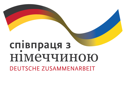 співпраця з
німеччиною
DEUTSCHE ZUSAMMENARBEIT